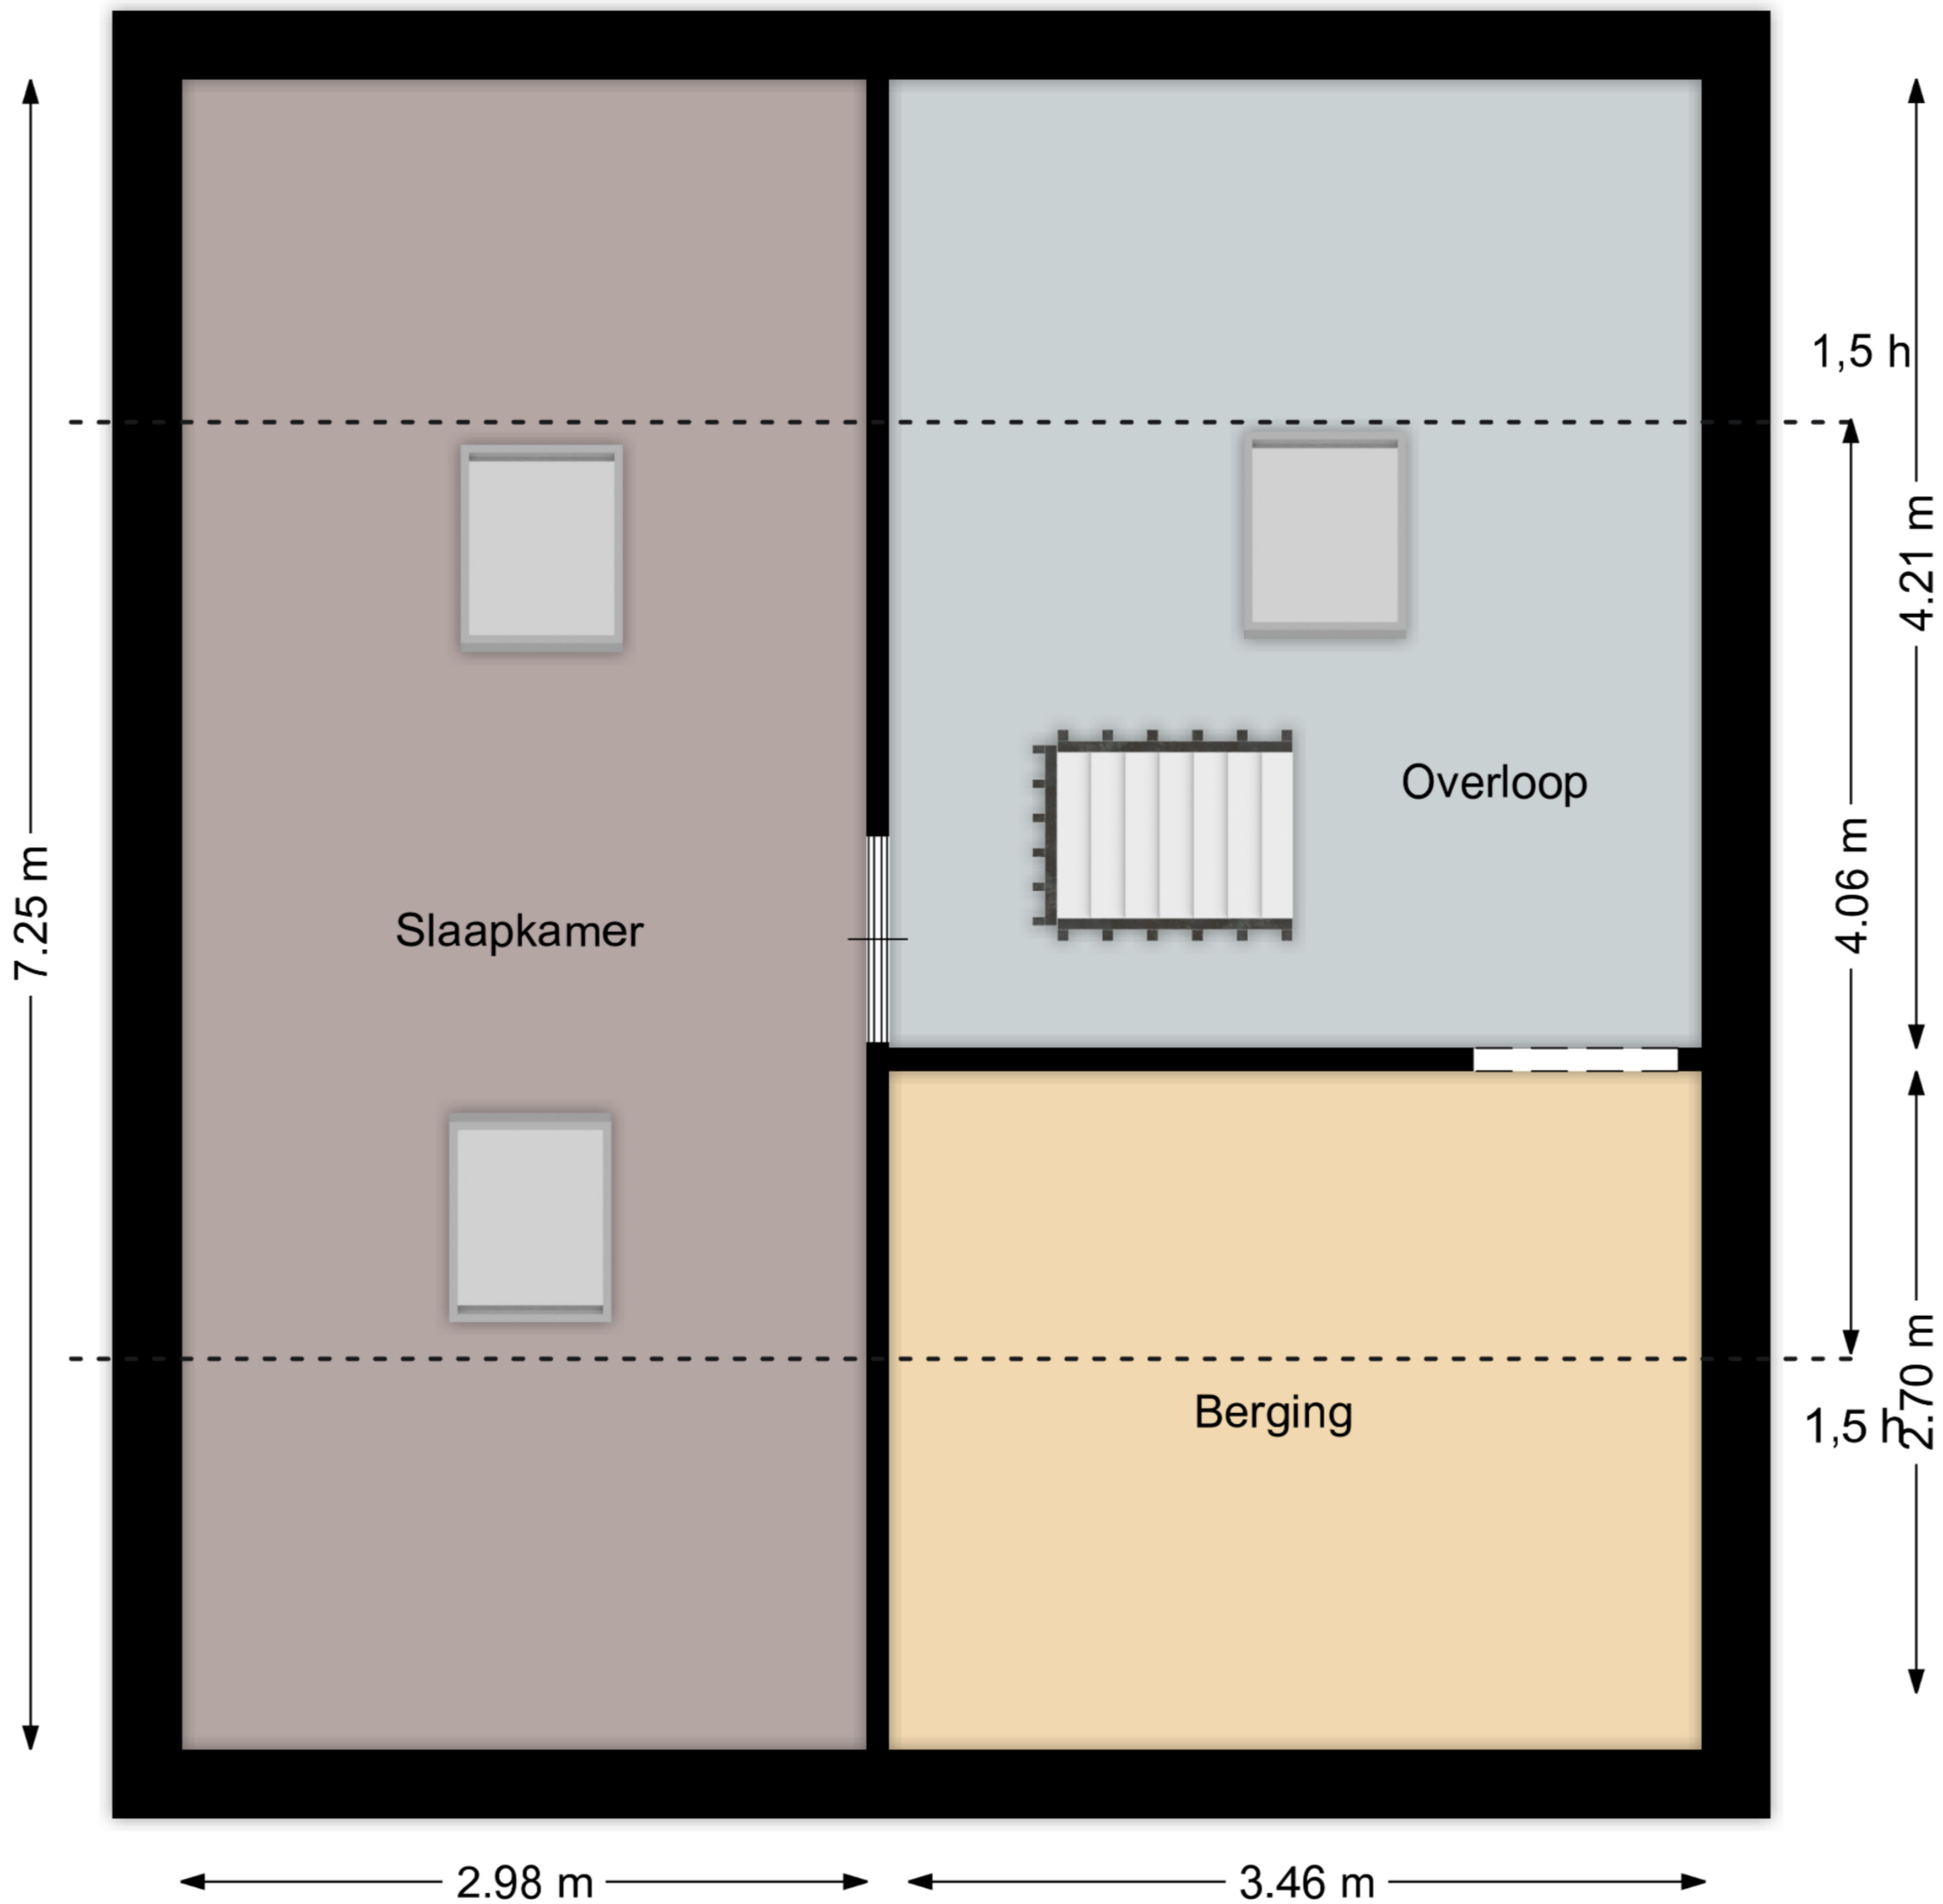 1,5 h
4.21 m
Overloop
4.06 m
7.25 m
Slaapkamer
2.70 m
Berging
1,5 h
2.98 m
3.46 m